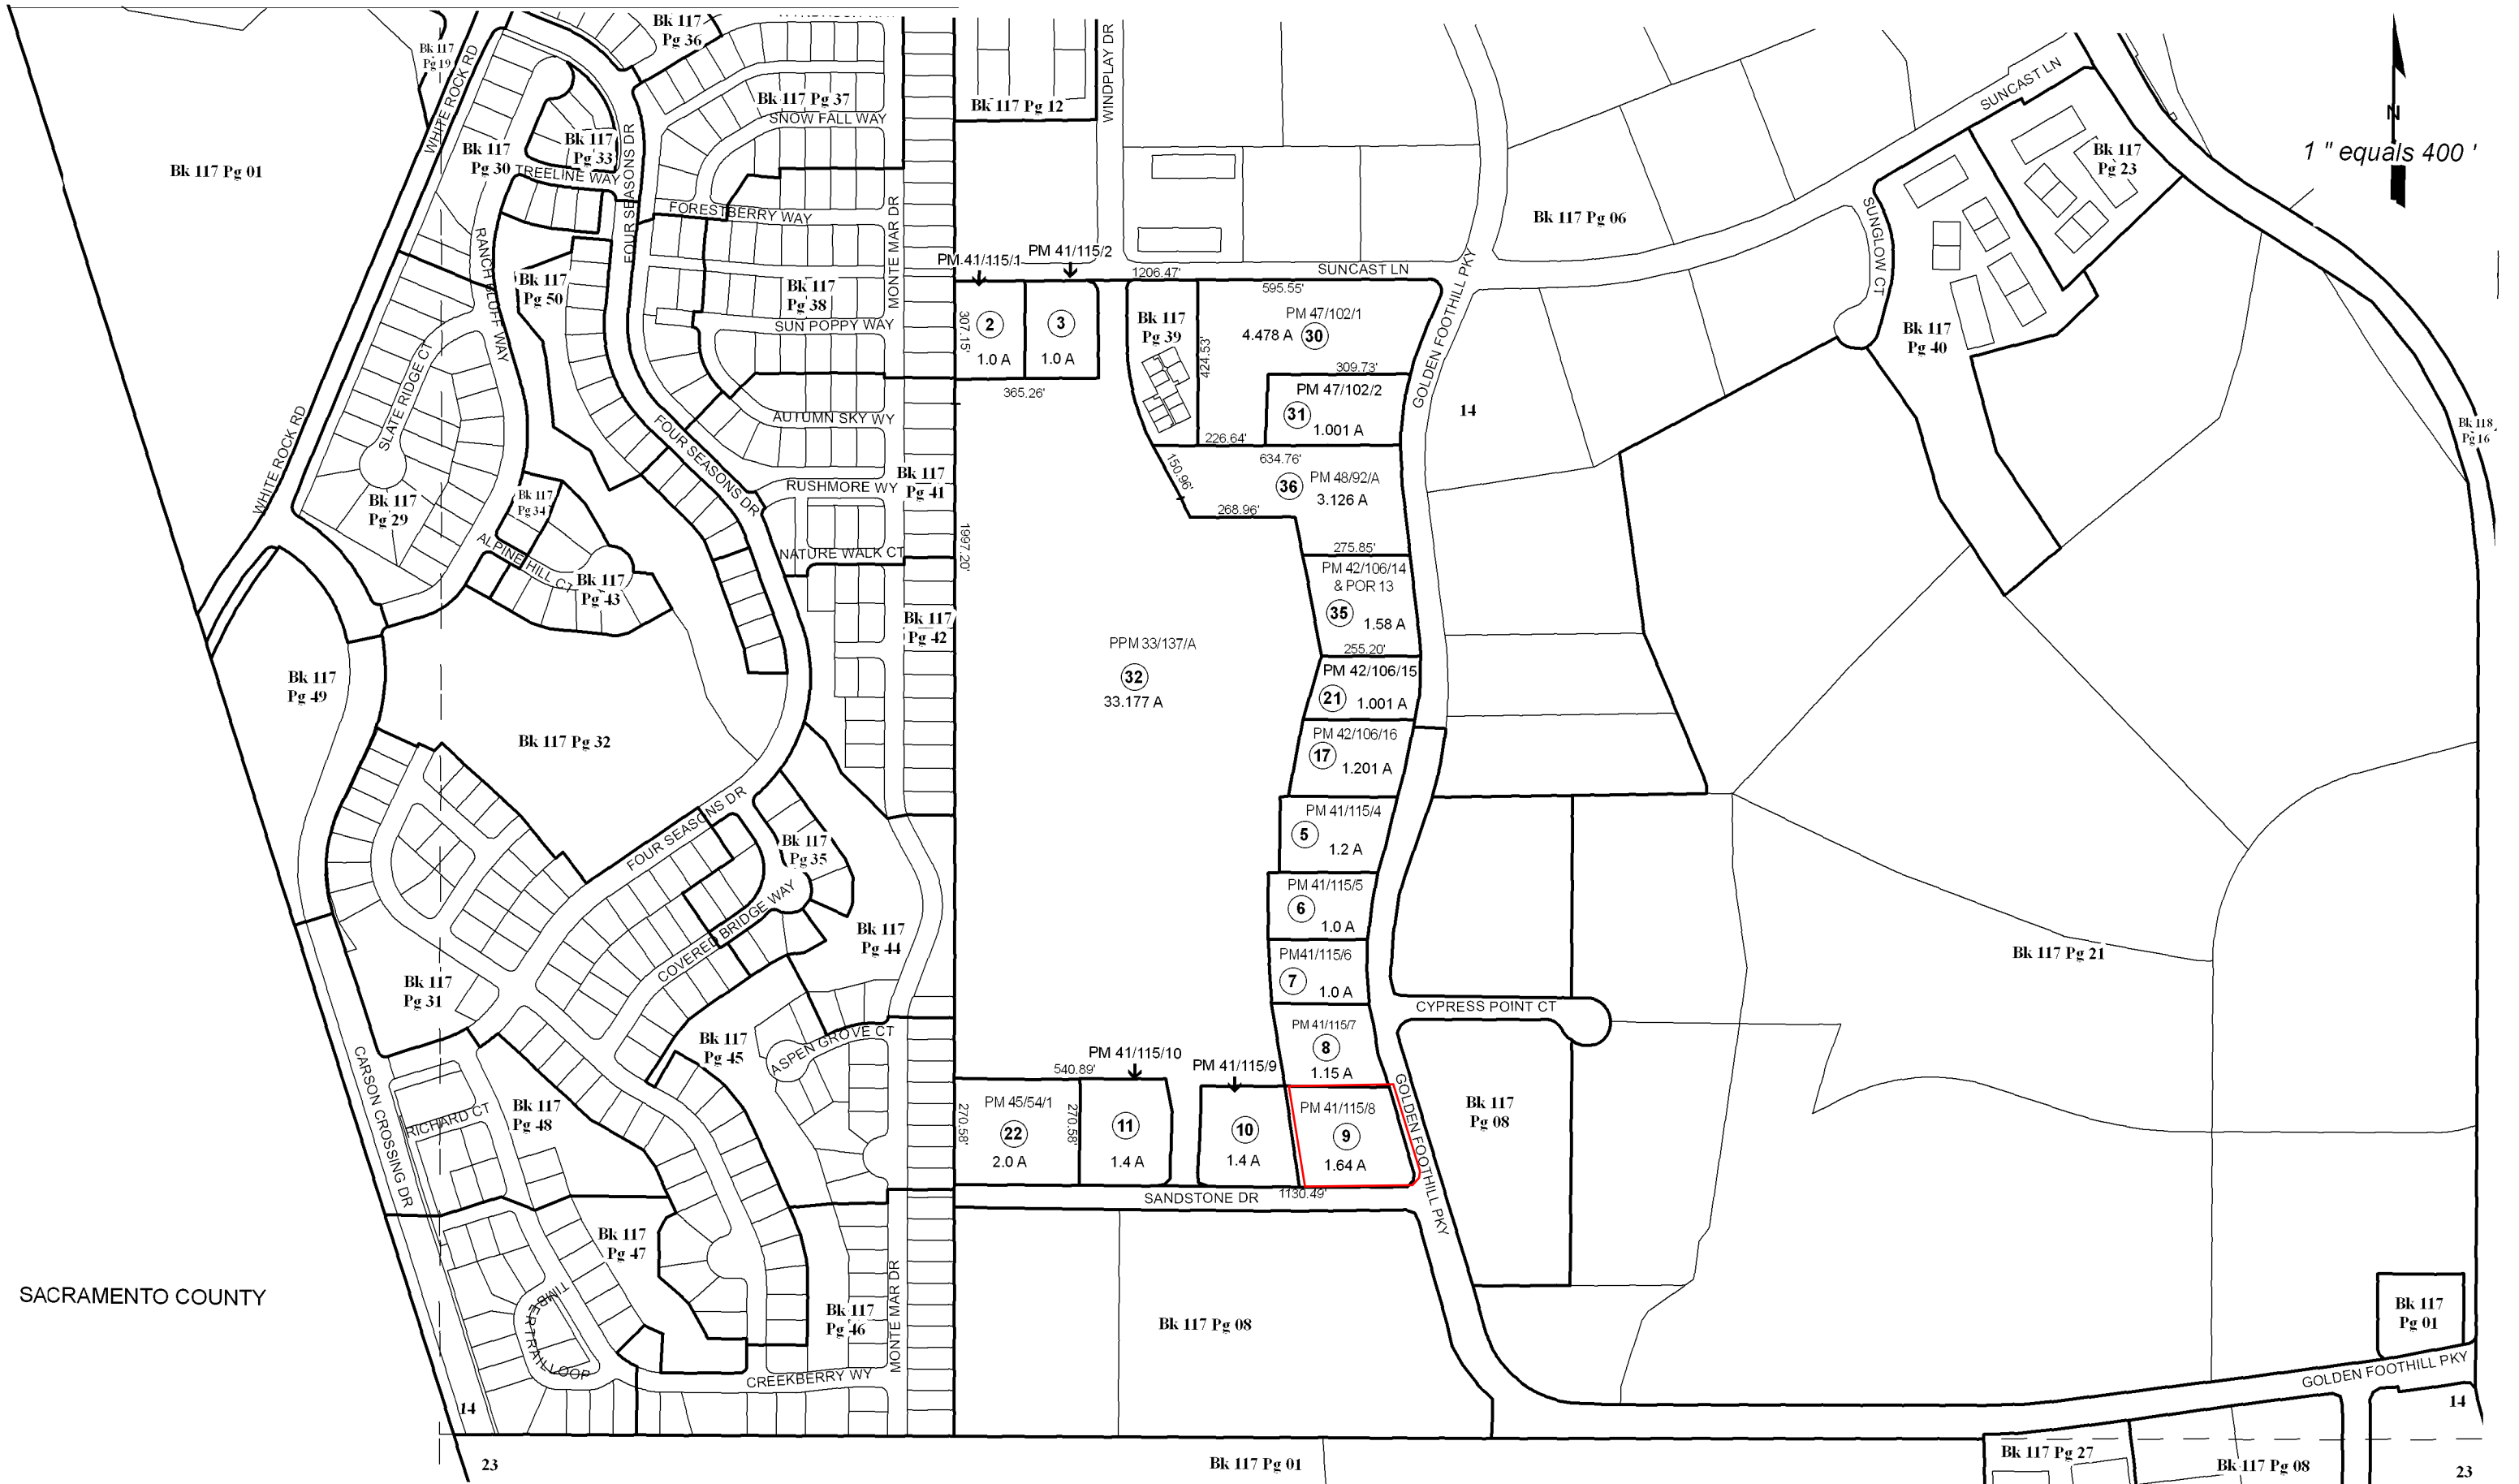 Bk 117
Pg 36
Bk 117
Pg 19
WHITE ROCK RD
WINDPLAY DR
SUNCAST LN
N
1 " equals 400 '
Bk 117 Pg 37
SNOW FALL WAY
Bk 117 Pg 12
Bk 117
Pg 33
Bk 117
Pg 30
TREELINE WAY
FOUR SEASONS DR
Bk 117 Pg 01
Bk 117
Pg 23
FORESTBERRY WAY
MONTE MAR DR
Bk 117 Pg 06
SUNGLOW CT
RANCH BLUFF WAY
PM 41/115/1
PM 41/115/2
1206.47'
SUNCAST LN
GOLDEN FOOTHILL PKY
Bk 117
Pg 50
Bk 117
Pg 38
595.55'
SUN POPPY WAY
307.15'
2
1.0 A
3
1.0 A
Bk 117
Pg 39
PM 47/102/1
4.478 A
30
424.53'
Bk 117
Pg 40
SLATE RIDGE CT
365.26'
309.73'
PM 47/102/2
31
1.001 A
14
AUTUMN SKY WY
FOUR SEASONS DR
226.64'
Bk 118
Pg 16
WHITE ROCK RD
150.96'
634.76'
36
PM 48/92/A
3.126 A
Bk 117
Pg 41
RUSHMORE WY
Bk 117
Pg 29
Bk 117
Pg 34
268.96'
1997.20'
NATURE WALK CT
ALPINE HILL CT
Bk 117
Pg 43
275.85'
PM 42/106/14
& POR 13
35
1.58 A
Bk 117
Pg 42
PPM 33/137/A
32
33.177 A
255.20'
PM 42/106/15
21
1.001 A
Bk 117
Pg 49
Bk 117 Pg 32
PM 42/106/16
17
1.201 A
FOUR SEASONS DR
PM 41/115/4
5
1.2 A
Bk 117
Pg 35
PM 41/115/5
6
1.0 A
COVERED BRIDGE WAY
Bk 117
Pg 44
Bk 117 Pg 21
PM41/115/6
7
1.0 A
Bk 117
Pg 31
CYPRESS POINT CT
PM 41/115/7
8
1.15 A
Bk 117
Pg 45
ASPEN GROVE CT
CARSON CROSSING DR
540.89'
PM 41/115/10
PM 41/115/9
GOLDEN FOOTHILL PKY
RICHARD CT
Bk 117
Pg 48
270.58'
PM 45/54/1
22
2.0 A
270.58'
11
1.4 A
10
1.4 A
PM 41/115/8
9
1.64 A
Bk 117
Pg 08
SANDSTONE DR
1130.49'
Bk 117
Pg 47
SACRAMENTO COUNTY
TIMBER TRAIL LOOP
Bk 117
Pg 46
MONTE MAR DR
Bk 117 Pg 08
Bk 117
Pg 01
CREEKBERRY WY
GOLDEN FOOTHILL PKY
14
14
23
Bk 117 Pg 01
Bk 117 Pg 27
Bk 117 Pg 08
23